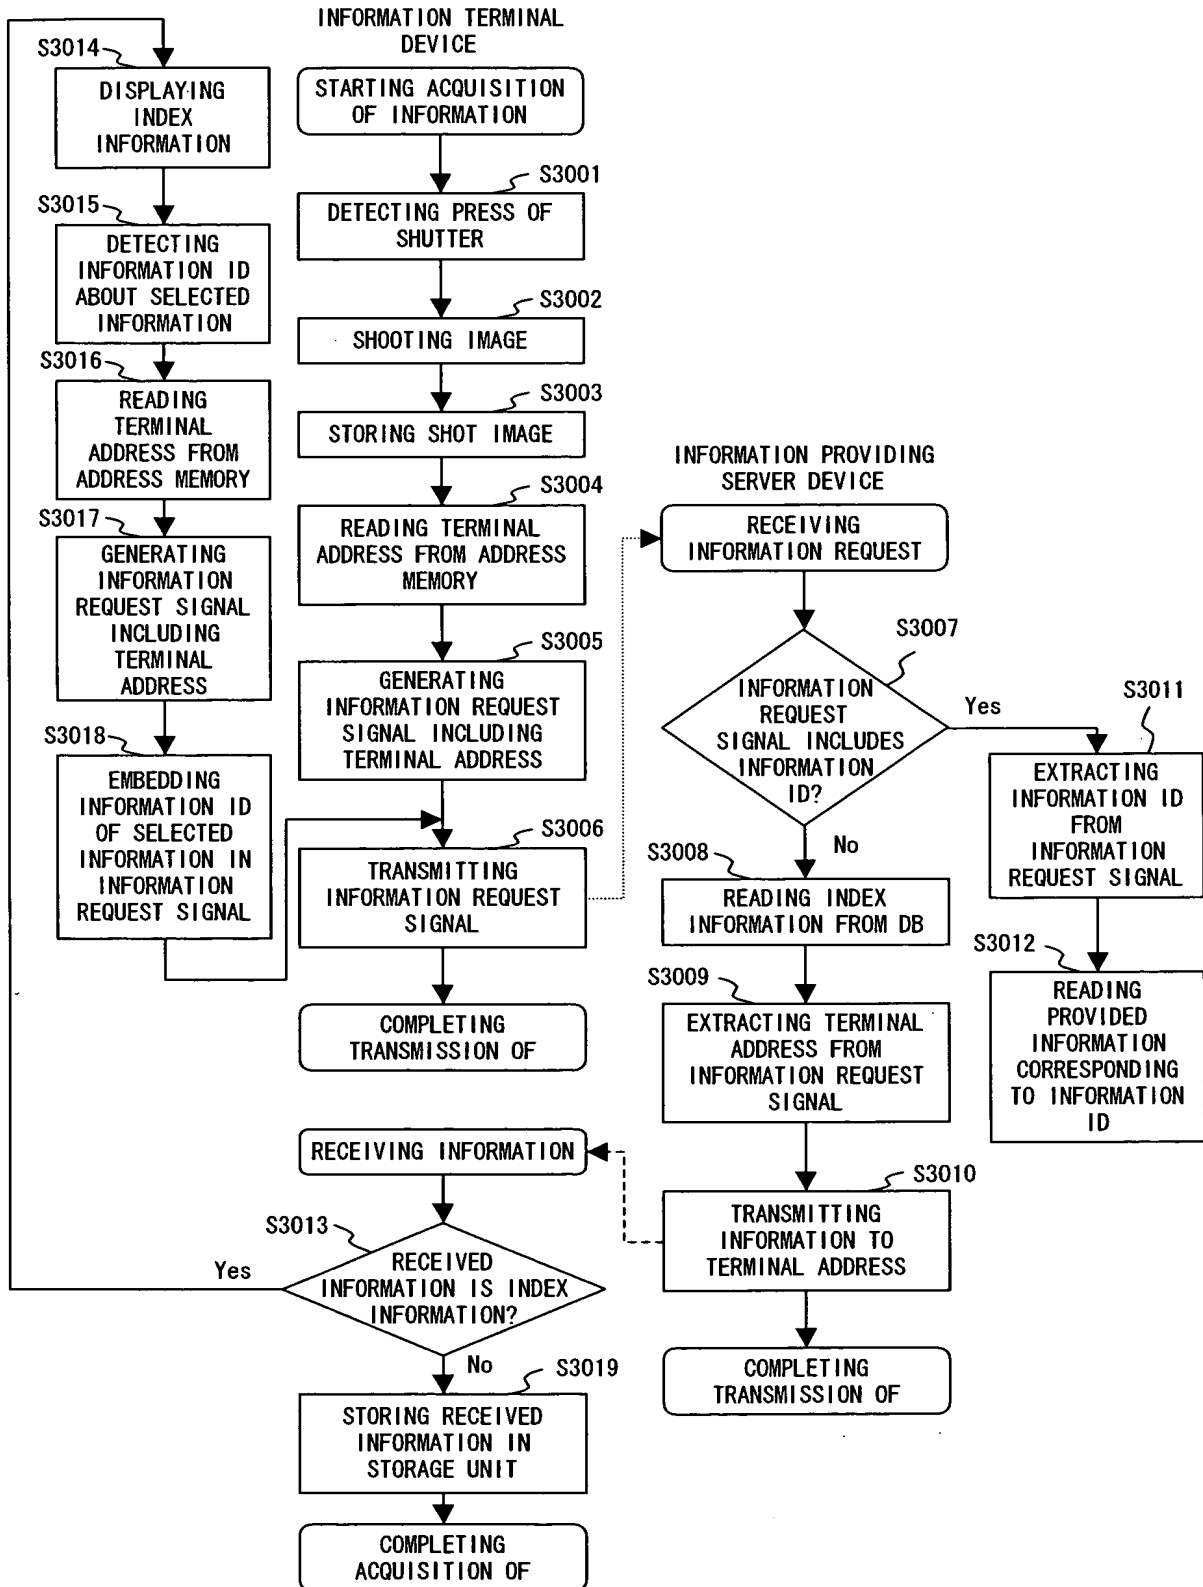 INFORMATION TERMINAL
DEVICE
STARTING ACQUISITION
OF INFORMATION
S3001
DETECTING PRESS OF
SHUTTER
S3002
SHOOTING IMAGE
S3003
STORING SHOT IMAGE
S3004
READING TERMINAL
ADDRESS FROM ADDRESS
MEMORY
S3005
GENERATING
INFORMATION REQUEST
SIGNAL INCLUDING
TERMINAL ADDRESS
S3006
TRANSMITTING
INFORMATION REQUEST
SIGNAL
COMPLETING
TRANSMISSION OF
INFORMATION PROVIDING
SERVER DEVICE
RECEIVING
INFORMATION REQUEST
S3007
INFORMATION
REQUEST
SIGNAL INCLUDES
INFORMATION
ID?
Yes
No
S3008
READING INDEX
INFORMATION FROM DB
S3009
EXTRACTING TERMINAL
ADDRESS FROM
INFORMATION REQUEST
SIGNAL
S3010
TRANSMITTING
INFORMATION TO
TERMINAL ADDRESS
COMPLETING
TRANSMISSION OF
S3011
EXTRACTING
INFORMATION ID
FROM
INFORMATION
REQUEST SIGNAL
S3012
READING
PROVIDED
INFORMATION
CORRESPONDING
TO INFORMATION
ID
RECEIVING INFORMATION
S3013
RECEIVED
INFORMATION IS INDEX
INFORMATION?
Yes
No
S3014
DISPLAYING
INDEX
INFORMATION
S3015
DETECTING
INFORMATION ID
ABOUT SELECTED
INFORMATION
S3016
READING
TERMINAL
ADDRESS FROM
ADDRESS MEMORY
S3017
GENERATING
INFORMATION
REQUEST SIGNAL
INCLUDING
TERMINAL
ADDRESS
S3018
EMBEDDING
INFORMATION ID
OF SELECTED
INFORMATION IN
INFORMATION
REQUEST SIGNAL
S3019
STORING RECEIVED
INFORMATION IN
STORAGE UNIT
COMPLETING
ACQUISITION OF